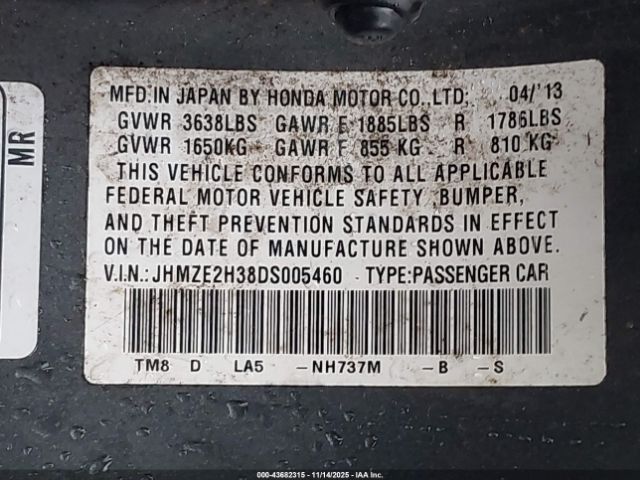 MFD.IN JAPAN BY HONDA MOTOR CO.,LTD; 04/'13
GVWR 3638LBS GAWR F 1885LBS R 1786LBS
GVWR 1650KG GAWR F 855 KG R 810 KG
THIS VEHICLE CONFORMS TO ALL APPLICABLE
FEDERAL MOTOR VEHICLE SAFETY, BUMPER,
AND THEFT PREVENTION STANDARDS IN EFFECT
ON THE DATE OF MANUFACTURE SHOWN ABOVE.
V.I.N.:JHMZE2H38DS005460 TYPE:PASSENGER CAR
TM8 D LA5 -NH737M -B -S
MR
000-43682315 - 11/14/2025 - IAA Inc.